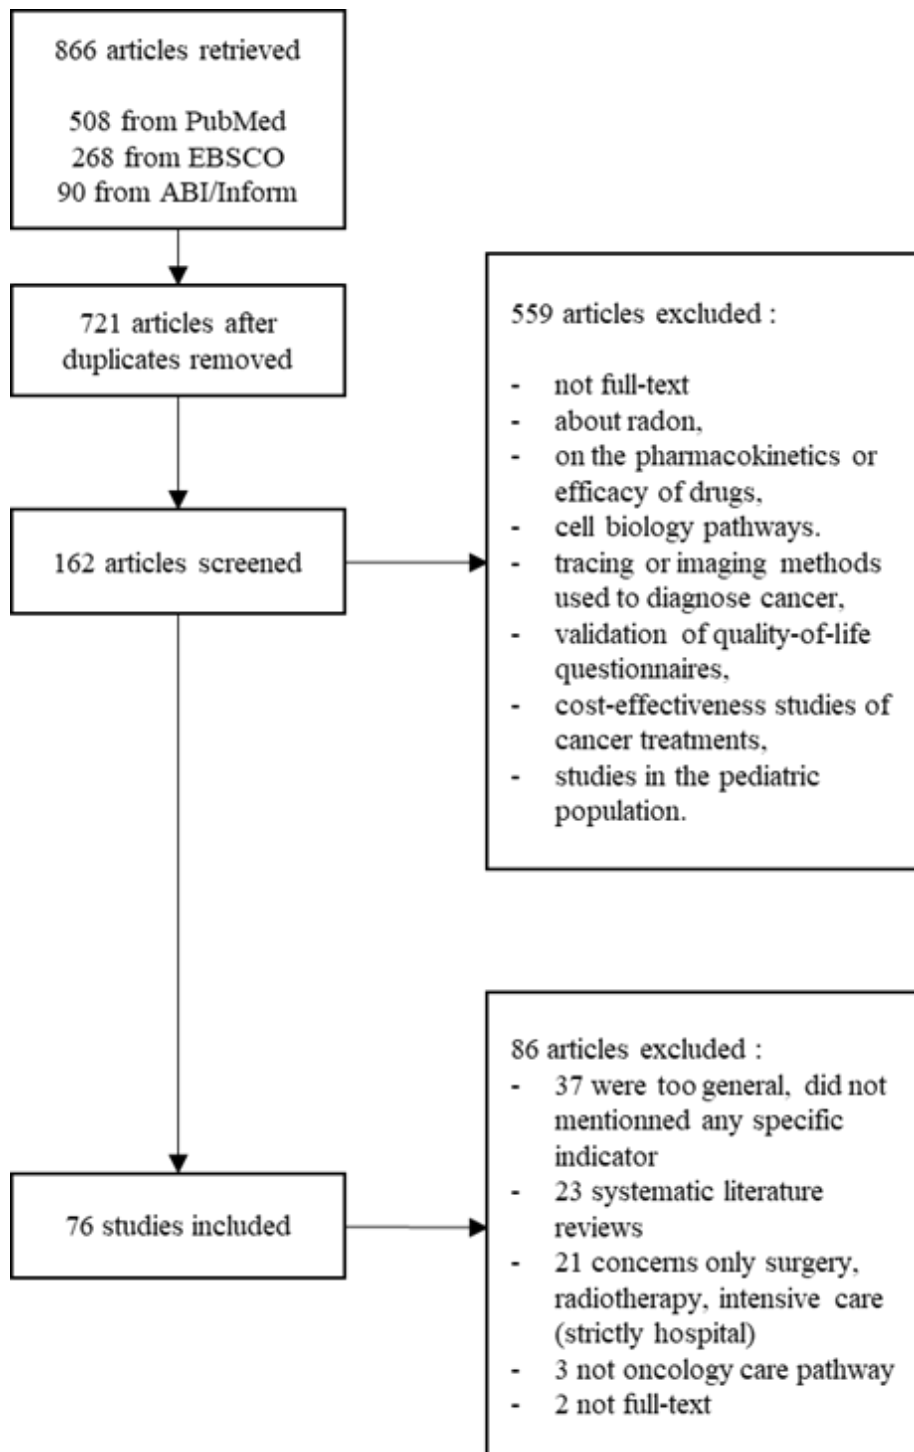 866 articles retrieved
508 from PubMed
268 from EBSCO
90 from ABI/Inform
721 articles after
duplicates removed
162 articles screened
559 articles excluded :
- not full-text
- about radon,
- on the pharmacokinetics or
efficacy of drugs,
- cell biology pathways.
- tracing or imaging methods
used to diagnose cancer,
- validation of quality-of-life
questionnaires,
- cost-effectiveness studies of
cancer treatments,
- studies in the pediatric
population.
76 studies included
86 articles excluded :
- 37 were too general, did not
mentionned any specific
indicator
- 23 systematic literature
reviews
- 21 concerns only surgery,
radiotherapy, intensive care
(strictly hospital)
- 3 not oncology care pathway
- 2 not full-text